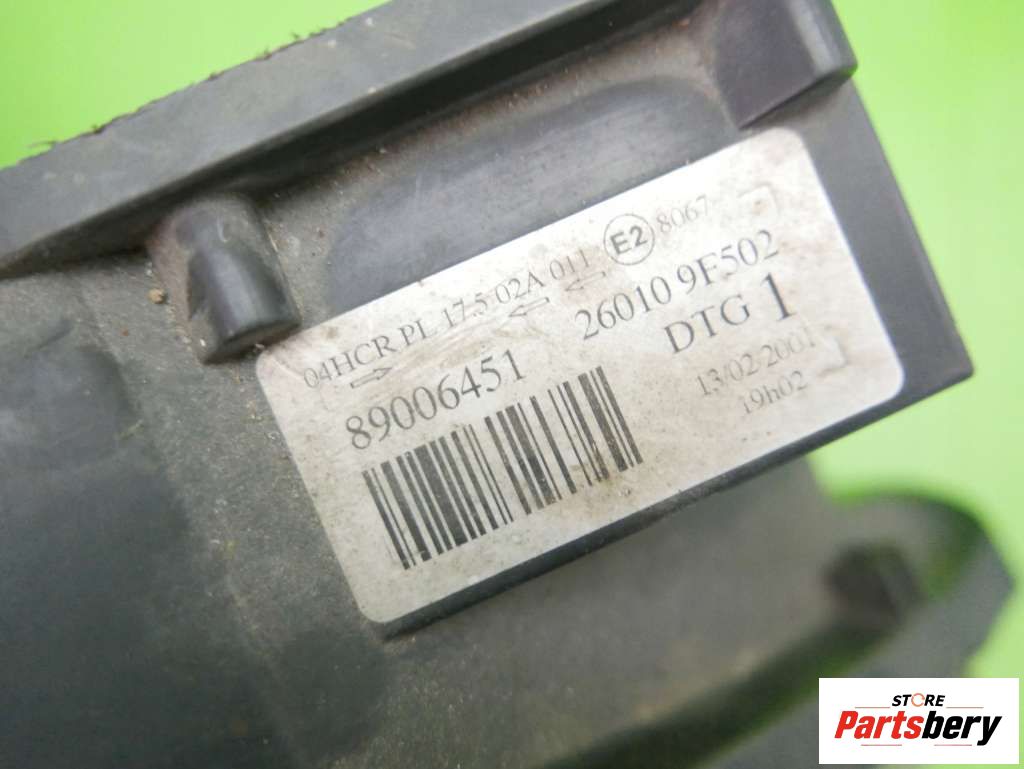 04HCR PL 17.5 02A 011 E2 8067
89006451 26010 9F502
DTG 1
13/02/2001
19h02
STORE
Partsbery